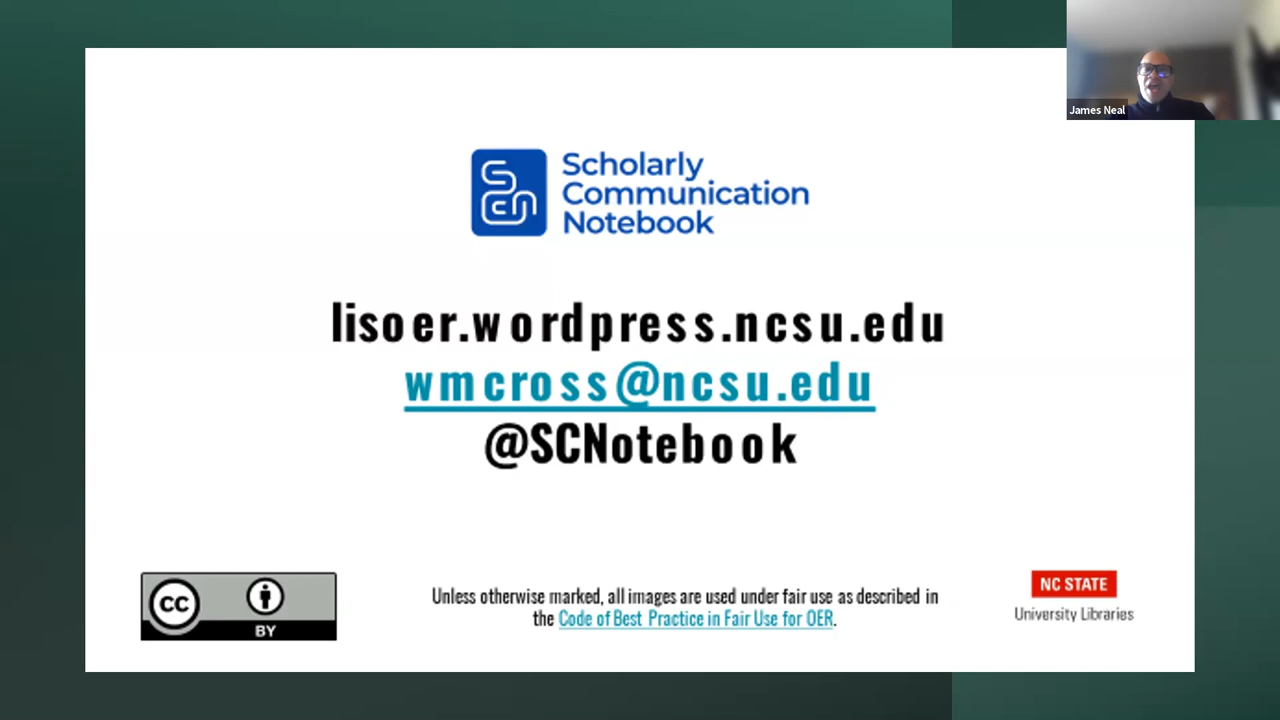 James Neal
Scholarly
Communication
Notebook
lisoer.wordpress.ncsu.edu
wmcross@ncsu.edu
@SCNotebook
CC
BY
Unless otherwise marked, all images are used under fair use as described in
the Code of Best Practice in Fair Use for OER.
NC STATE
University Libraries